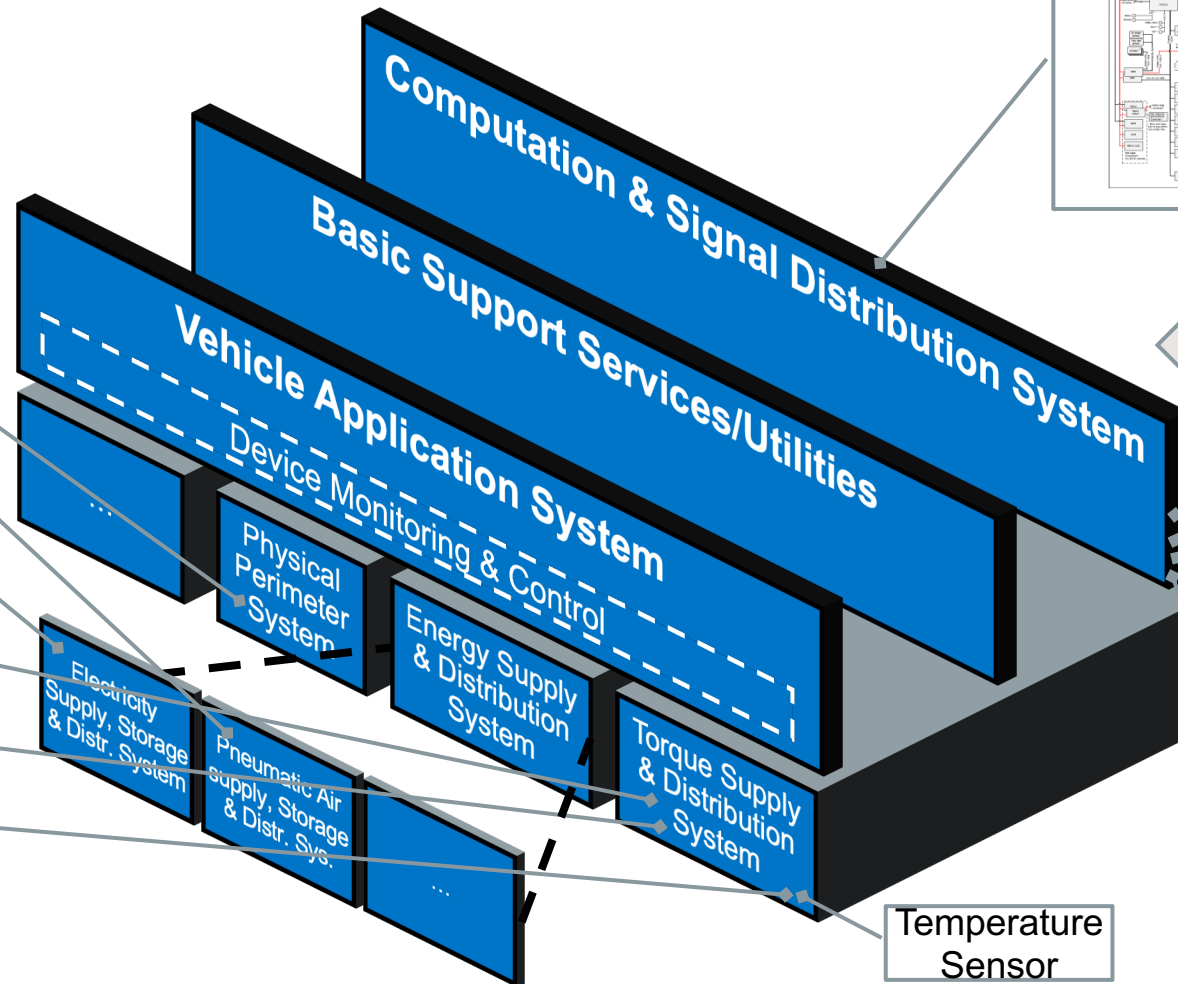 Computation & Signal Distribution System
Basic Support Services/Utilities
Vehicle Application System
Device Monitoring & Control
...
Physical
Perimeter
System
Energy Supply
& Distribution
System
Torque Supply
& Distribution
System
Electricity
Supply, Storage
& Distr. System
Pneumatic Air
supply, Storage
& Distr. Sys.
...
Temperature
Sensor